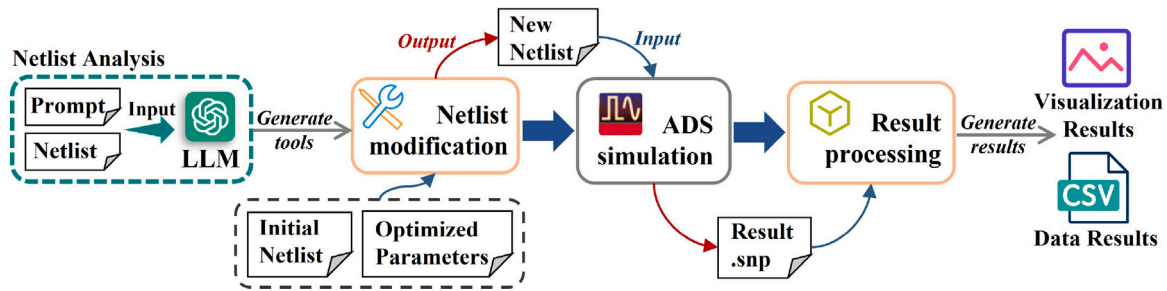 Netlist Analysis
Prompt
Netlist
Input
LLM
Generate
tools
Output
New
Netlist
Input
Netlist
modification
Initial
Netlist
Optimized
Parameters
ADS
simulation
Result
.snp
Result
processing
Generate
results
Visualization
Results
CSV
Data Results